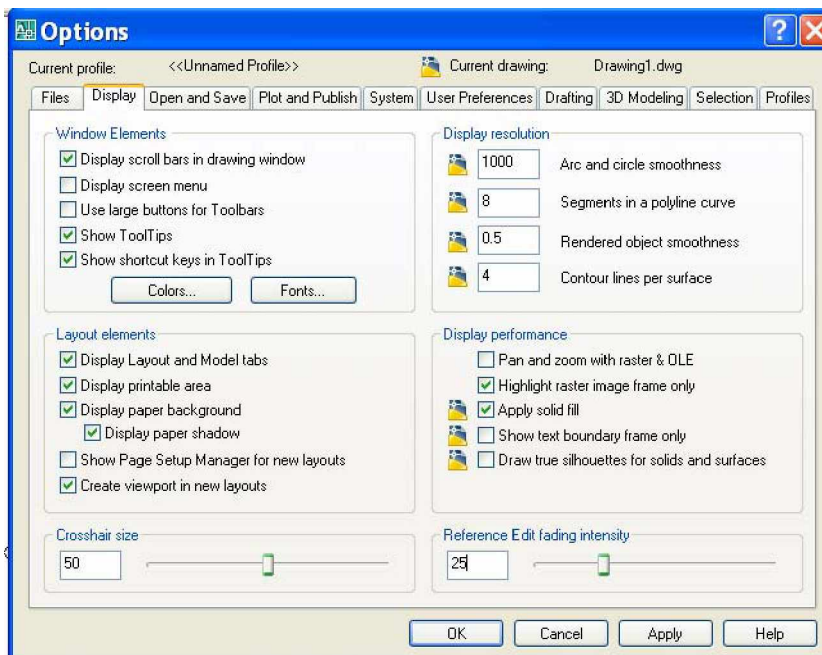 Options
Current profile: <<Unnamed Profile>> Current drawing: Drawing1.dwg
Files Display Open and Save Plot and Publish System User Preferences Drafting 3D Modeling Selection Profiles
Window Elements
Display scroll bars in drawing window
Display screen menu
Use large buttons for Toolbars
Show ToolTips
Show shortcut keys in ToolTips
Colors... Fonts...
Display resolution
1000 Arc and circle smoothness
8 Segments in a polyline curve
0.5 Rendered object smoothness
4 Contour lines per surface
Layout elements
Display Layout and Model tabs
Display printable area
Display paper background
Display paper shadow
Show Page Setup Manager for new layouts
Create viewport in new layouts
Display performance
Pan and zoom with raster & OLE
Highlight raster image frame only
Apply solid fill
Show text boundary frame only
Draw true silhouettes for solids and surfaces
Crosshair size
50
Reference Edit fading intensity
25
OK Cancel Apply Help